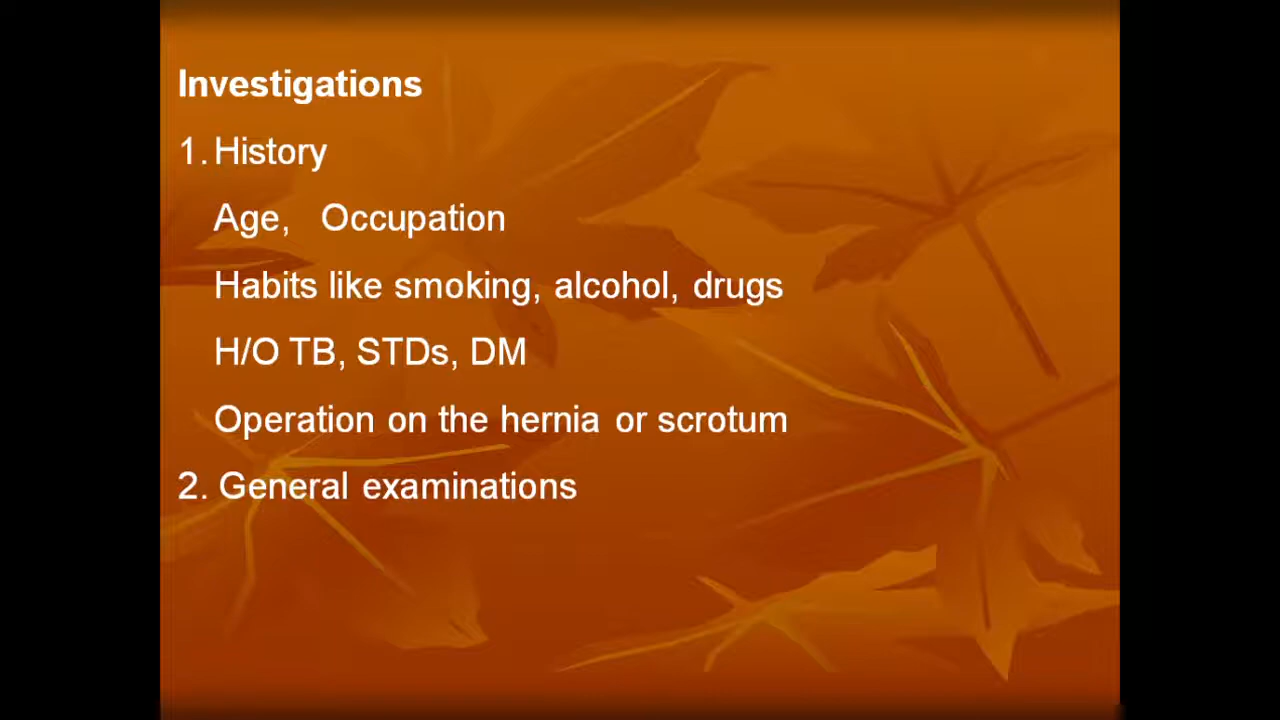 Investigations
1. History
Age, Occupation
Habits like smoking, alcohol, drugs
H/O TB, STDs, DM
Operation on the hernia or scrotum
2. General examinations